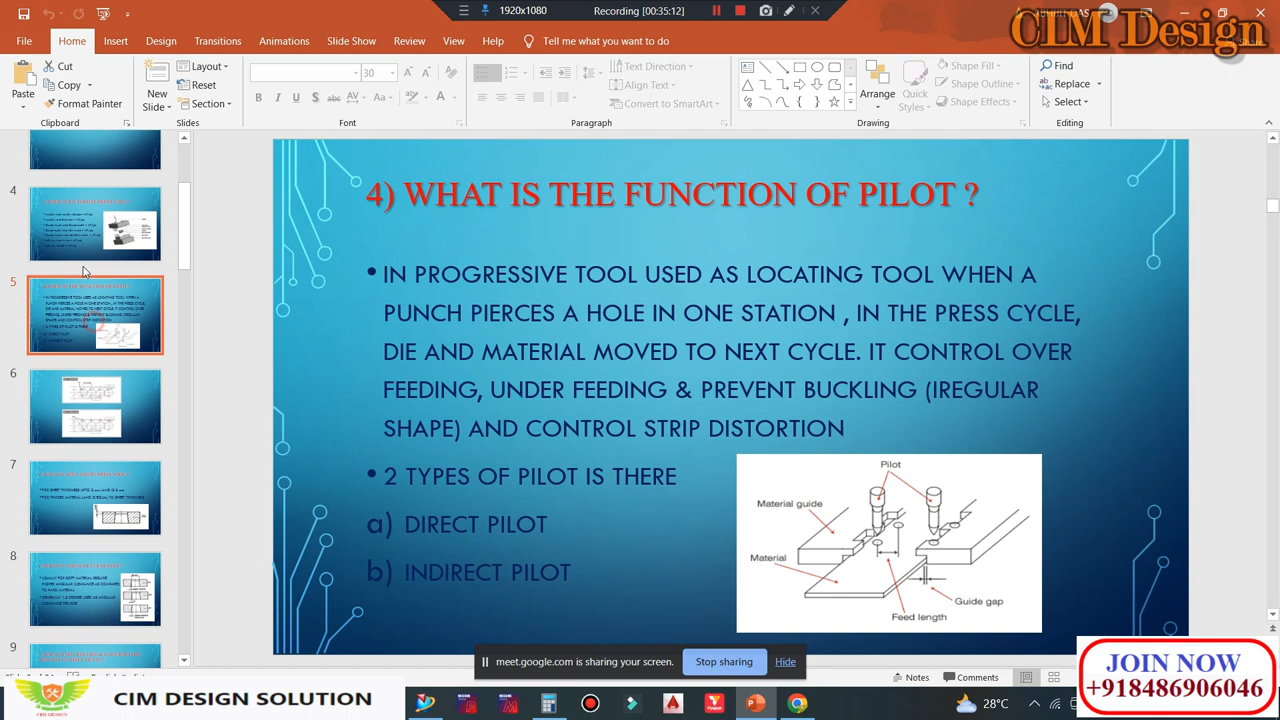 1920x1080
Recording [00:35:12]
CIM Design
File
Home
Insert
Design
Transitions
Animations
Slide Show
Review
View
Help
Tell me what you want to do
Paste
Cut
Copy
Format Painter
Clipboard
New Slide
Layout
Reset
Section
Slides
30
Font
Text Direction
Align Text
Convert to SmartArt
Paragraph
Arrange
Quick Styles
Shape Fill
Shape Outline
Shape Effects
Drawing
Find
Replace
Select
Editing
4
5
6
7
8
9
4) WHAT IS THE FUNCTION OF PILOT ?
• IN PROGRESSIVE TOOL USED AS LOCATING TOOL WHEN A
PUNCH PIERCES A HOLE IN ONE STATION , IN THE PRESS CYCLE,
DIE AND MATERIAL MOVED TO NEXT CYCLE. IT CONTROL OVER
FEEDING, UNDER FEEDING & PREVENT BUCKLING (IREGULAR
SHAPE) AND CONTROL STRIP DISTORTION
• 2 TYPES OF PILOT IS THERE
a) DIRECT PILOT
b) INDIRECT PILOT
Pilot
Material guide
Material
Guide gap
Feed length
meet.google.com is sharing your screen.
Stop sharing
Hide
Notes
Comments
CIM DESIGN SOLUTION
JOIN NOW
+918486906046
28°C